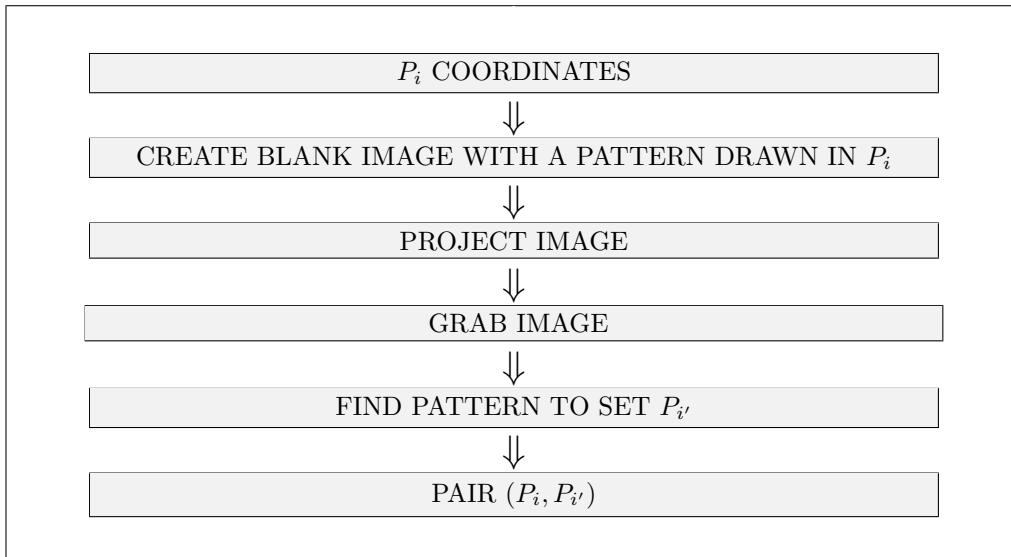 P_i COORDINATES
⇓
CREATE BLANK IMAGE WITH A PATTERN DRAWN IN P_i
⇓
PROJECT IMAGE
⇓
GRAB IMAGE
⇓
FIND PATTERN TO SET P_{i'}
⇓
PAIR (P_i, P_{i'})